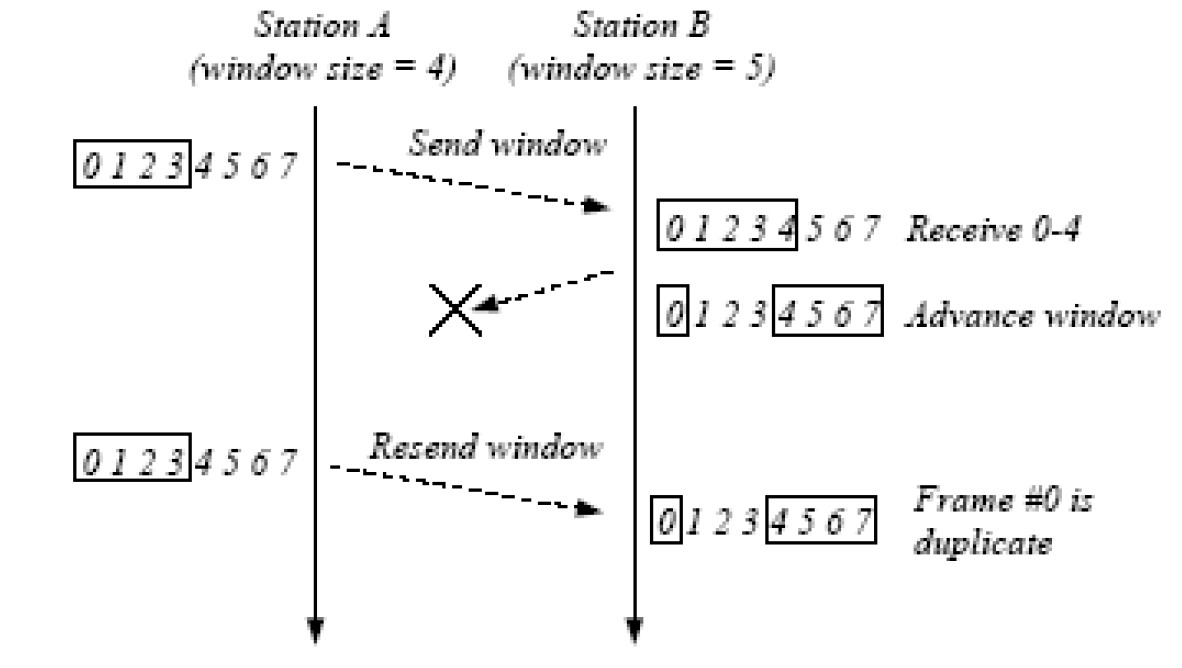 Station A
(window size = 4)
Station B
(window size = 5)
Send window
0 1 2 3 4 5 6 7
0 1 2 3 4 5 6 7 Receive 0-4
0 1 2 3 4 5 6 7 Advance window
Resend window
0 1 2 3 4 5 6 7
0 1 2 3 4 5 6 7
Frame #0 is
duplicate